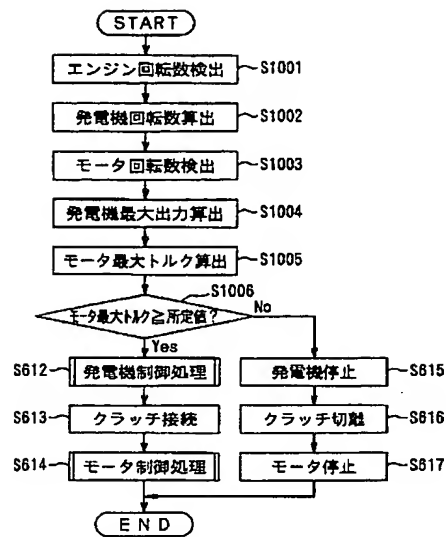 START
エンジン回転数検出 S1001
発電機回転数算出 S1002
モータ回転数検出 S1003
発電機最大出力算出 S1004
モータ最大トルク算出 S1005
S1006
モータ最大トルク≧所定値? No
Yes
S612 発電機制御処理 発電機停止 S615
S613 クラッチ接続 クラッチ切離 S616
S614 モータ制御処理 モータ停止 S617
END